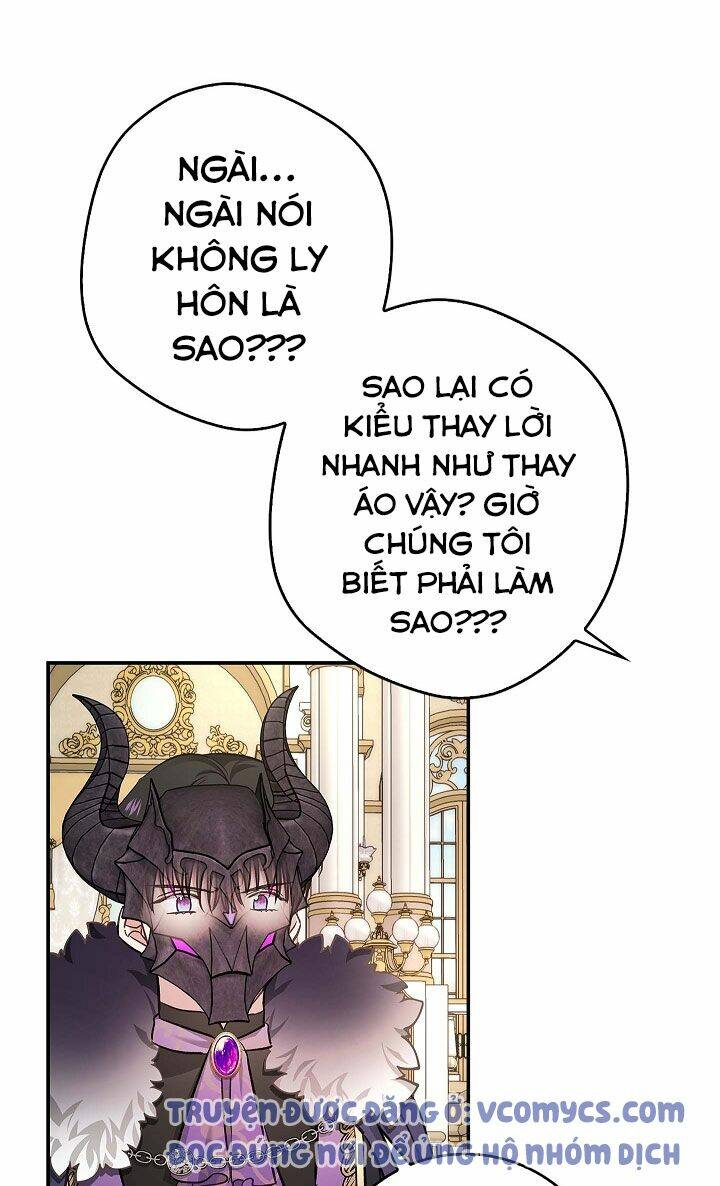 NGÀI...
NGÀI NÓI
KHÔNG LY
HÔN LÀ
SAO???
SAO LẠI CÓ
KIỂU THAY LỜI
NHANH NHƯ THAY
ÁO VẬY? GIỜ
CHÚNG TÔI
BIẾT PHẢI LÀM
SAO???
TRUYỆN ĐƯỢC ĐĂNG Ở: VCOMYCS.COM
ĐỌC ĐÚNG NƠI ĐỂ ỦNG HỘ NHÓM DỊCH